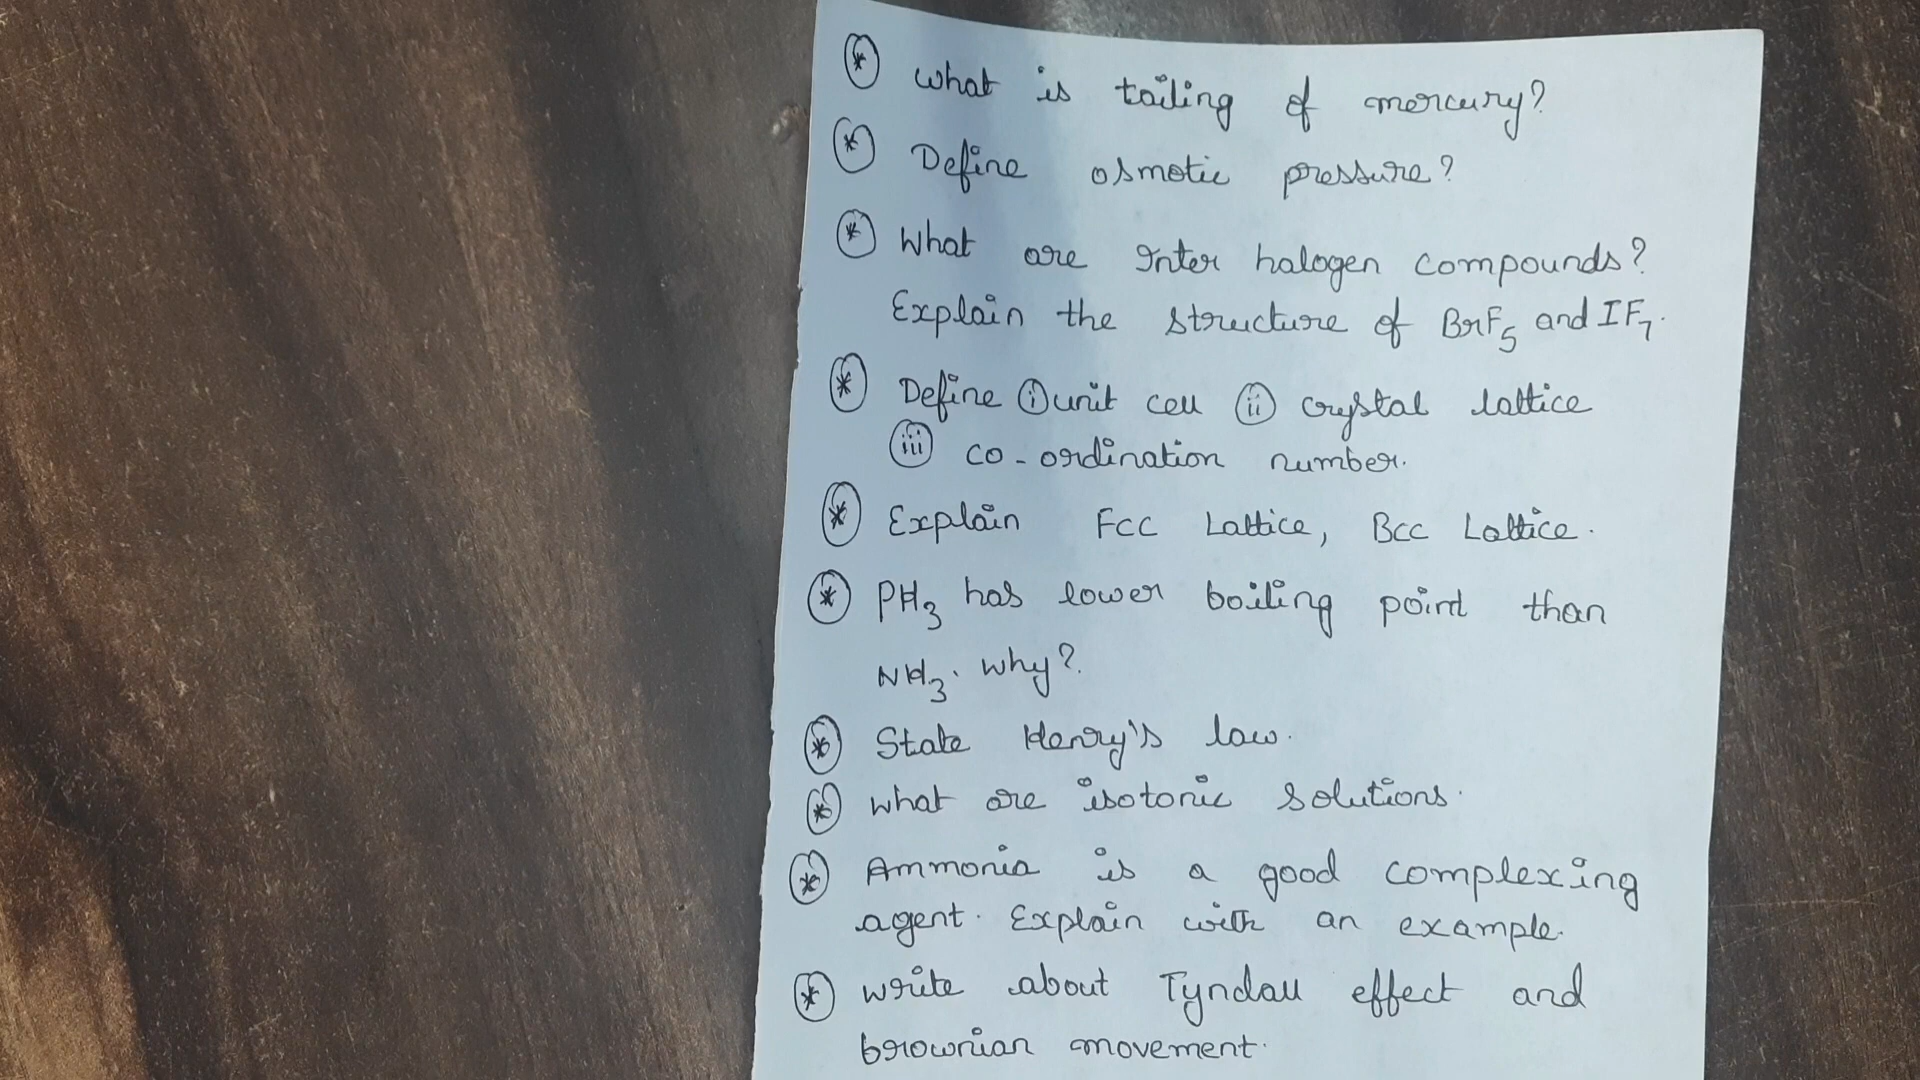 * what is tailing of mercury?
* Define osmotic pressure?
* What are Inter halogen compounds?
Explain the structure of BrF5 and IF7.
* Define (i) unit cell (ii) crystal lattice
(iii) co-ordination number.
* Explain FCC Lattice, BCC Lattice.
* PH3 has lower boiling point than
NH3. why?
* State Henry's law.
* what are isotonic solutions.
* Ammonia is a good complexing
agent. Explain with an example.
* write about Tyndall effect and
brownian movement.